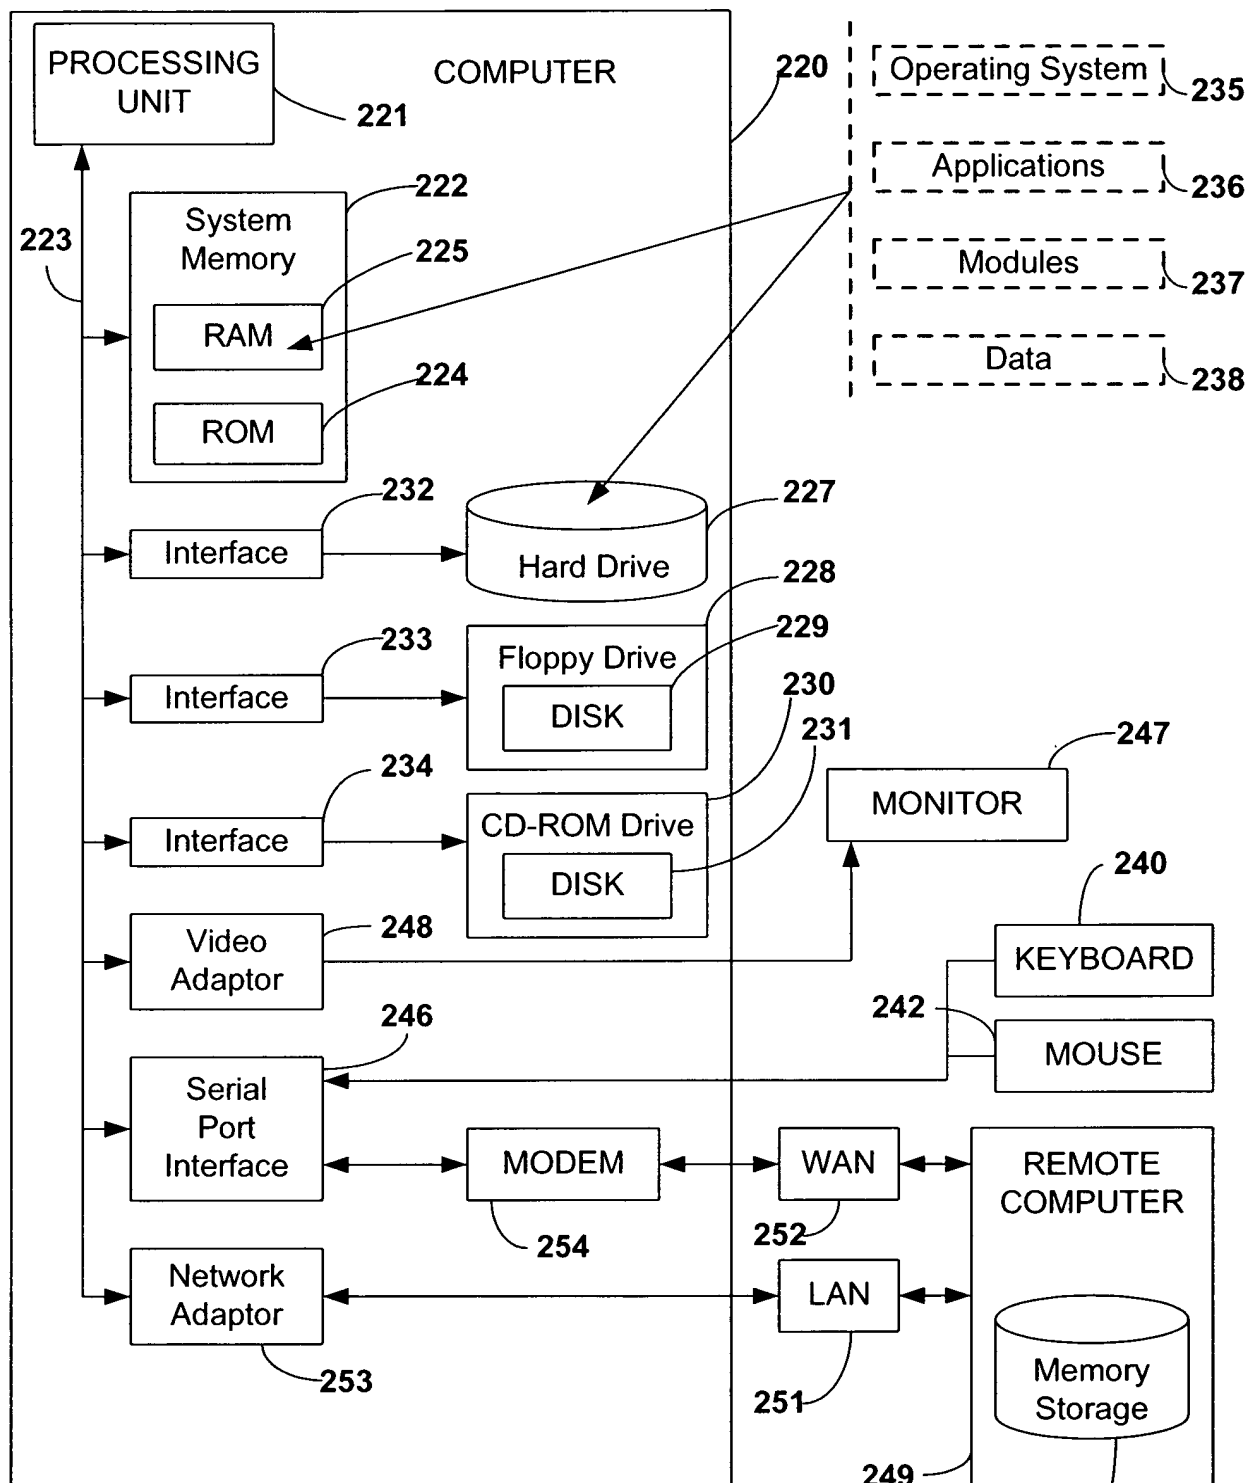 PROCESSING
UNIT
COMPUTER
220
Operating System
235
221
Applications
236
222
System
Memory
223
225
RAM
Modules
237
224
ROM
Data
238
232
Interface
227
Hard Drive
228
233
Interface
229
Floppy Drive
DISK
230
231
234
Interface
CD-ROM Drive
DISK
247
MONITOR
248
Video
Adaptor
240
KEYBOARD
242
MOUSE
246
Serial
Port
Interface
MODEM
254
WAN
252
REMOTE
COMPUTER
Network
Adaptor
253
LAN
251
Memory
Storage
249